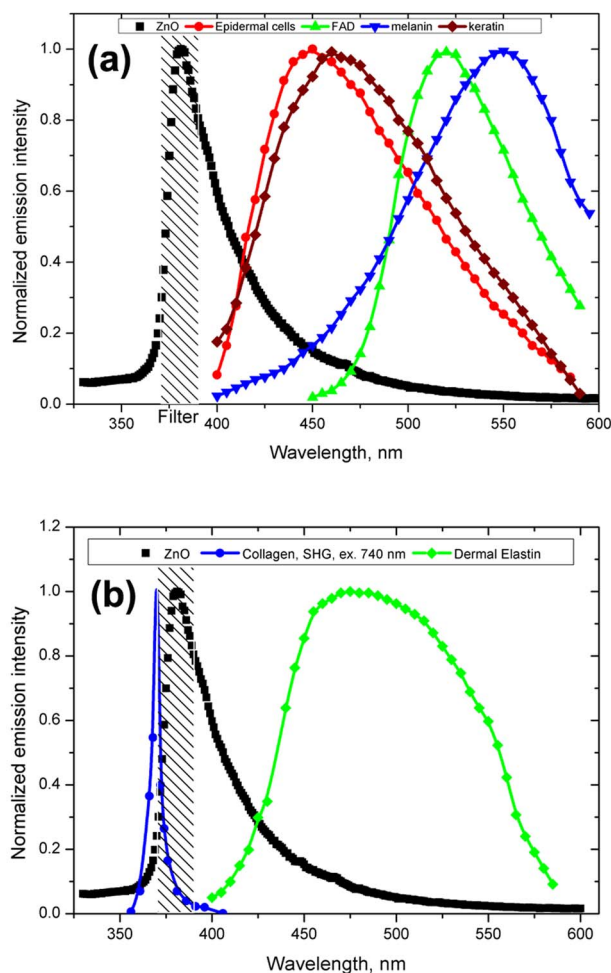 ZnO Epidermal cells FAD melanin keratin
(a)
Normalized emission intensity
1.0
0.8
0.6
0.4
0.2
0.0
350 400 450 500 550 600
Filter
Wavelength, nm
1.2
ZnO Collagen, SHG, ex. 740 nm Dermal Elastin
(b)
Normalized emission intensity
1.0
0.8
0.6
0.4
0.2
0.0
350 400 450 500 550 600
Wavelength, nm